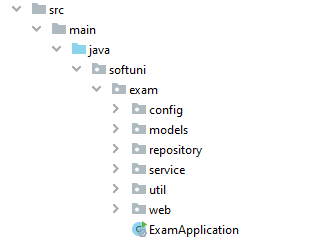 src
main
java
softuni
exam
config
models
repository
service
util
web
ExamApplication